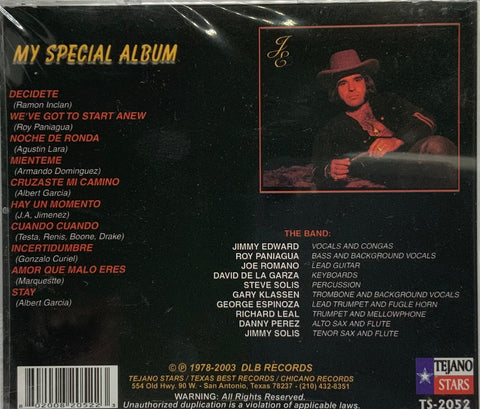 MY SPECIAL ALBUM
J
E
DECIDETE
(Ramon Inclan)
WE'VE GOT TO START ANEW
(Roy Paniagua)
NOCHE DE RONDA
(Agustin Lara)
MIENTEME
(Armando Dominguez)
CRUZASTE MI CAMINO
(Albert Garcia)
HAY UN MOMENTO
(J.A. Jimenez)
CUANDO CUANDO
(Testa, Renis, Boone, Drake)
INCERTIDUMBRE
(Gonzalo Curiel)
AMOR QUE MALO ERES
(Marquestte)
STAY
(Albert Garcia)
THE BAND:
JIMMY EDWARD VOCALS AND CONGAS
ROY PANIAGUA BASS AND BACKGROUND VOCALS
JOE ROMANO LEAD GUITAR
DAVID DE LA GARZA KEYBOARDS
STEVE SOLIS PERCUSSION
GARY KLASSEN TROMBONE AND BACKGROUND VOCALS
GEORGE ESPINOZA LEAD TRUMPET AND FUGLE HORNS
RICHARD LEAL TRUMPET AND MELLOWPHONE
DANNY PEREZ ALTO SAX AND FLUTE
JIMMY SOLIS TENOR SAX AND FLUTE
© ℗ 1978-2003 DLB RECORDS
TEJANO STARS / TEXAS BEST RECORDS / CHICANO RECORDS
554 Old Hwy. 90 W. - San Antonio, Texas 78237 - (210) 432-8351
WARNING: All Rights Reserved.
Unauthorized duplication is a violation of applicable laws.
TEJANO
STARS
TS-2052